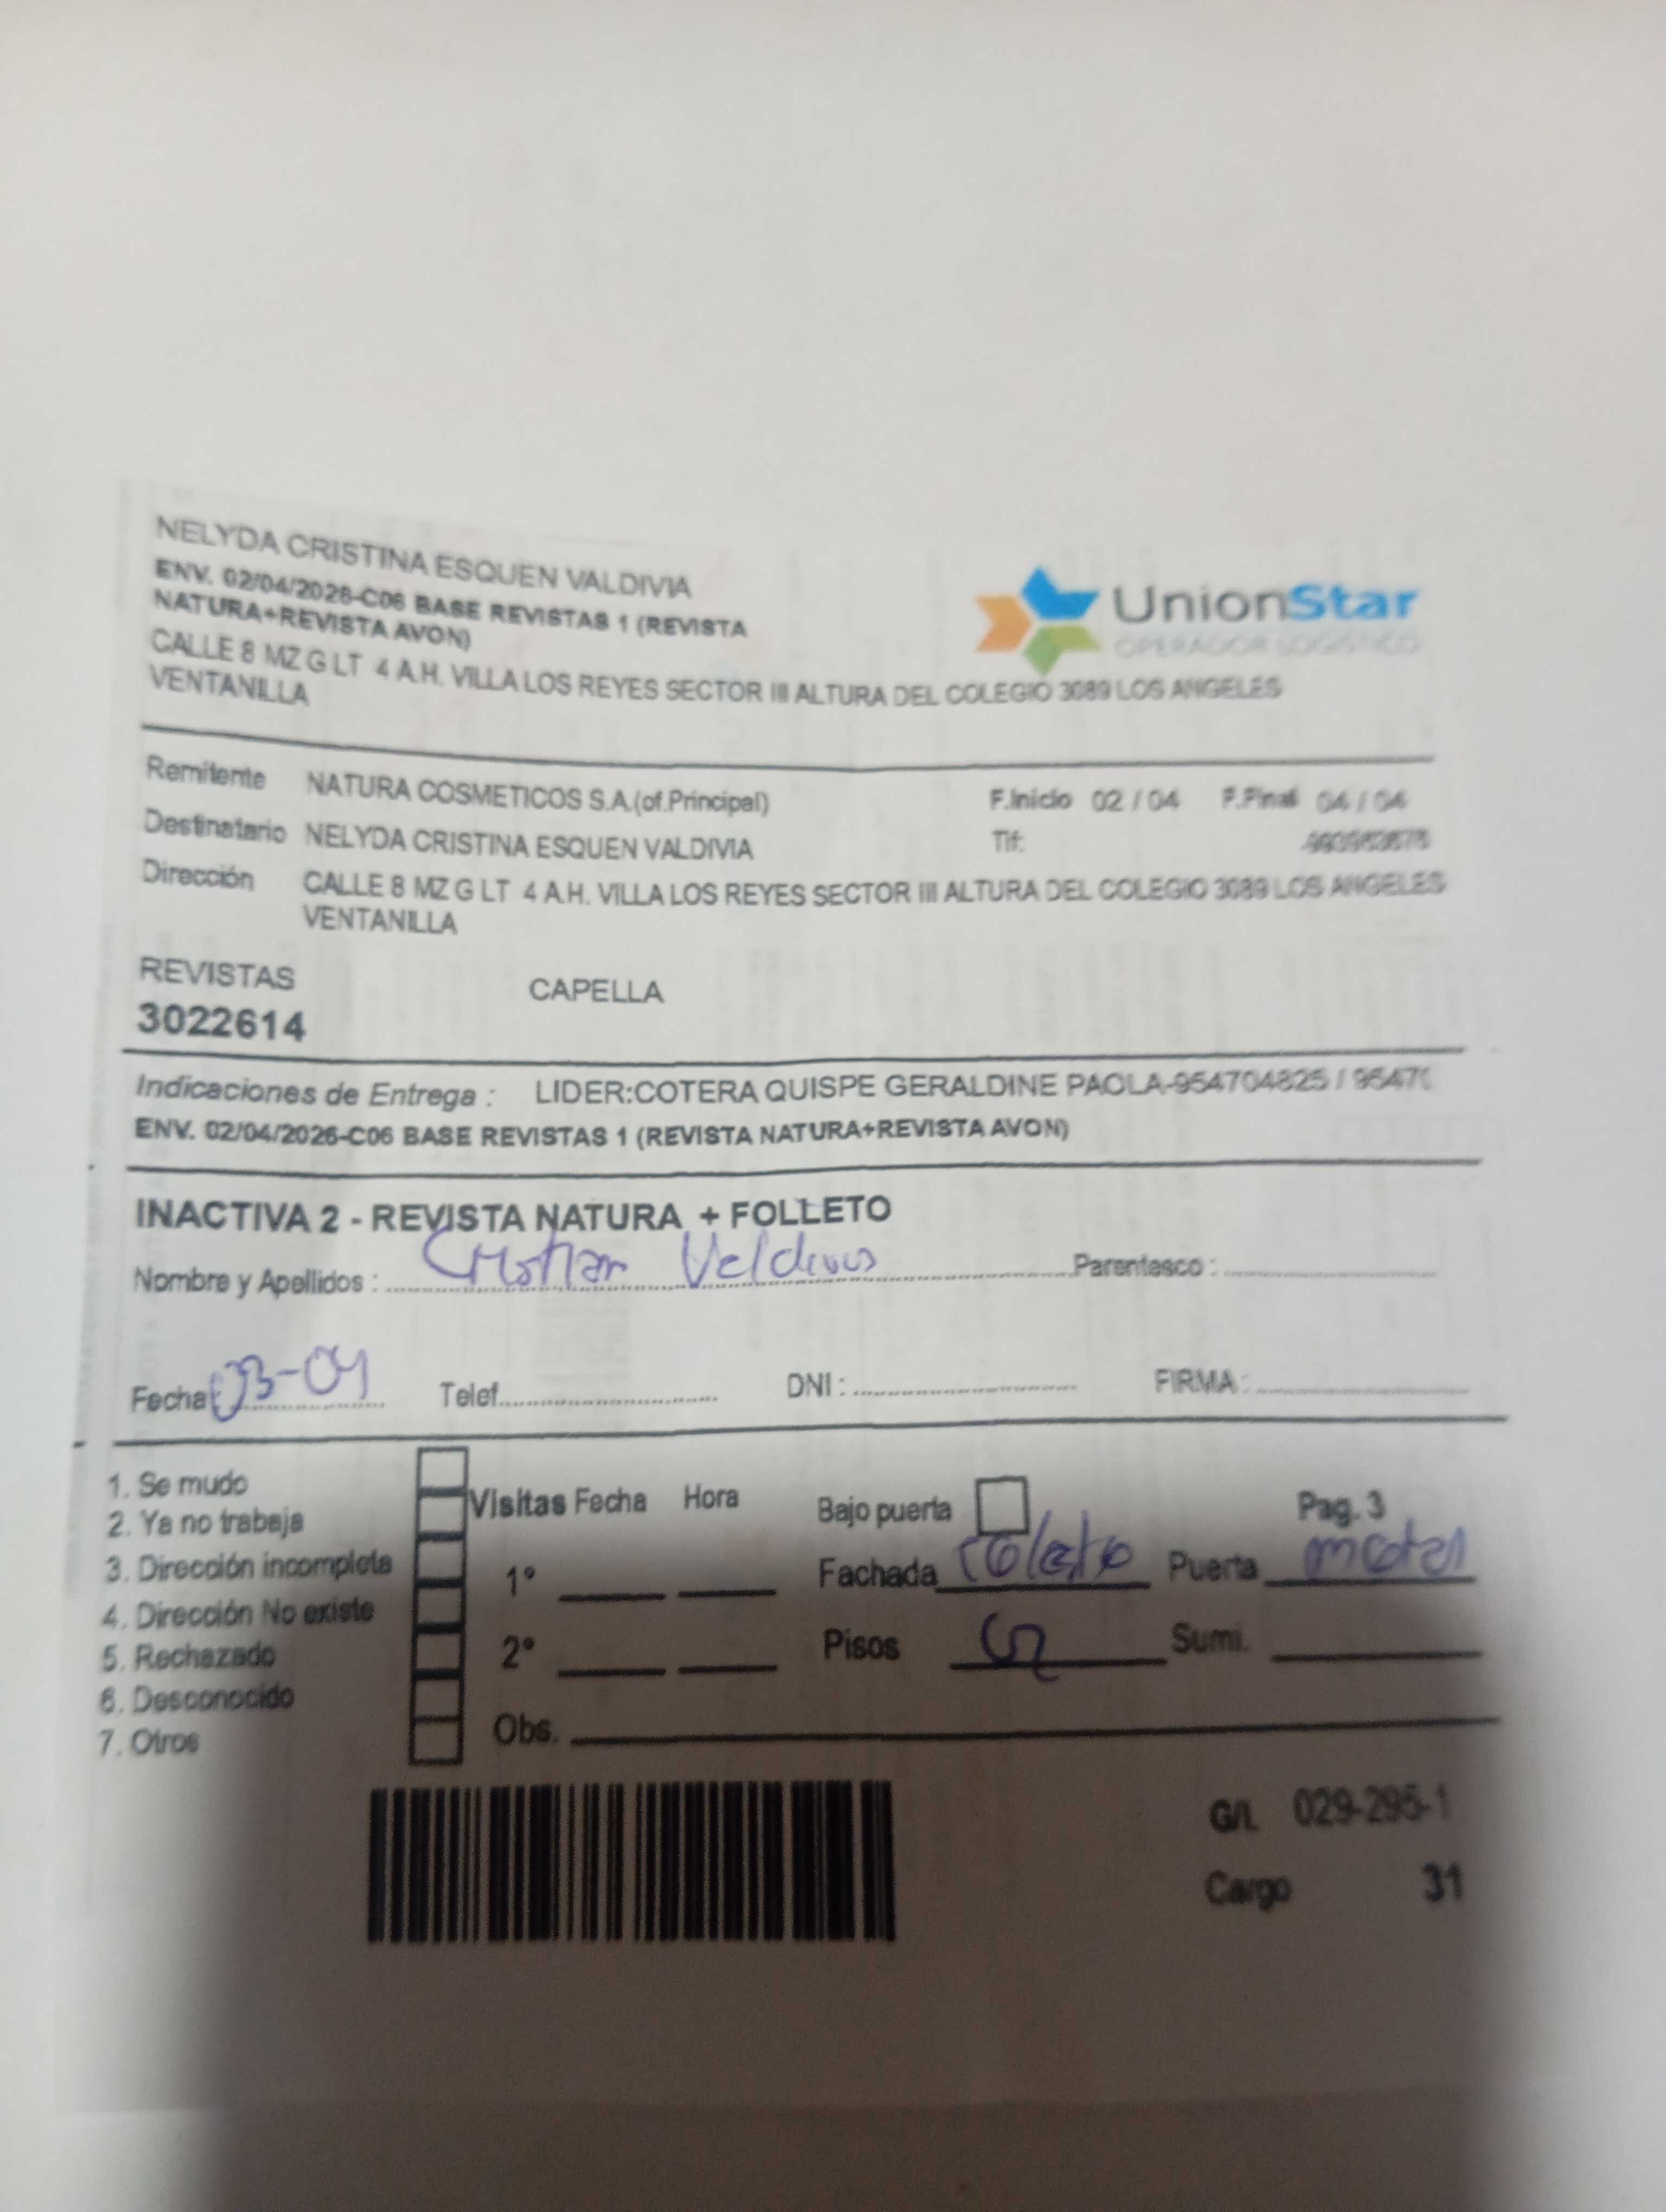 NELYDA CRISTINA ESQUEN VALDIVIA
ENV. 02/04/2026-C06 BASE REVISTAS 1 (REVISTA
NATURA+REVISTA AVON)
CALLE 8 MZ G LT 4 A.H. VILLA LOS REYES SECTOR III ALTURA DEL COLEGIO 3089 LOS ANGELES
VENTANILLA
UnionStar
OPERADOR LOGISTICO
Remitente NATURA COSMETICOS S.A.(of.Principal) F.Inicio 02 / 04 F.Final 04 / 04
Destinatario NELYDA CRISTINA ESQUEN VALDIVIA Tlf:
Dirección CALLE 8 MZ G LT 4 A.H. VILLA LOS REYES SECTOR III ALTURA DEL COLEGIO 3089 LOS ANGELES
VENTANILLA
REVISTAS CAPELLA
3022614
Indicaciones de Entrega : LIDER:COTERA QUISPE GERALDINE PAOLA-954704825 / 9547
ENV. 02/04/2026-C06 BASE REVISTAS 1 (REVISTA NATURA+REVISTA AVON)
INACTIVA 2 - REVISTA NATURA + FOLLETO
Nombre y Apellidos : Parentesco :
Fecha: 03-04 Telef. DNI : FIRMA :
1. Se mudo
2. Ya no trabaja
3. Dirección incompleta
4. Dirección No existe
5. Rechazado
6. Desconocido
7. Otros
Visitas Fecha Hora Bajo puerta Pag. 3
1° Fachada Puerta
2° Pisos Sumi.
Obs.
G/L 029-295-1
Cargo 31